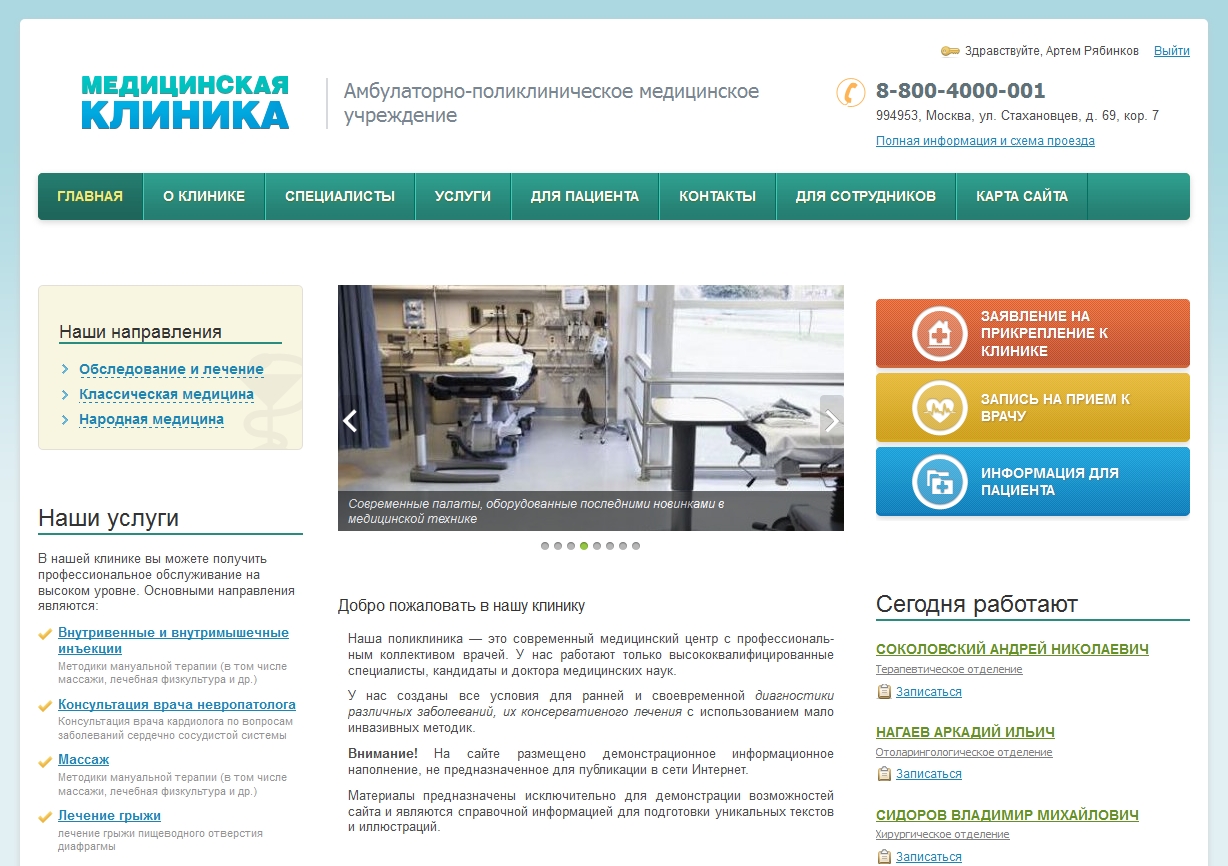 Здравствуйте, Артем Рябинков Выйти
МЕДИЦИНСКАЯ
КЛИНИКА
Амбулаторно-поликлиническое медицинское
учреждение
8-800-4000-001
994953, Москва, ул. Стахановцев, д. 69, кор. 7
Полная информация и схема проезда
ГЛАВНАЯ О КЛИНИКЕ СПЕЦИАЛИСТЫ УСЛУГИ ДЛЯ ПАЦИЕНТА КОНТАКТЫ ДЛЯ СОТРУДНИКОВ КАРТА САЙТА
Наши направления
Обследование и лечение
Классическая медицина
Народная медицина
Наши услуги
В нашей клинике вы можете получить
профессиональное обслуживание на
высоком уровне. Основными направления
являются:
Внутривенные и внутримышечные
инъекции
Методики мануальной терапии (в том числе
массажи, лечебная физкультура и др.)
Консультация врача невропатолога
Консультация врача кардиолога по вопросам
заболеваний сердечно сосудистой системы
Массаж
Методики мануальной терапии (в том числе
массажи, лечебная физкультура и др.)
Лечение грыжи
лечение грыжи пищеводного отверстия
диафрагмы
Современные палаты, оборудованные последними новинками в
медицинской технике
Добро пожаловать в нашу клинику
Наша поликлиника — это современный медицинский центр с профессиональ-
ным коллективом врачей. У нас работают только высококвалифицированные
специалисты, кандидаты и доктора медицинских наук.
У нас созданы все условия для ранней и своевременной диагностики
различных заболеваний, их консервативного лечения с использованием мало
инвазивных методик.
Внимание! На сайте размещено демонстрационное информационное
наполнение, не предназначенное для публикации в сети Интернет.
Материалы предназначены исключительно для демонстрации возможностей
сайта и являются справочной информацией для подготовки уникальных текстов
и иллюстраций.
ЗАЯВЛЕНИЕ НА
ПРИКРЕПЛЕНИЕ К
КЛИНИКЕ
ЗАПИСЬ НА ПРИЕМ К
ВРАЧУ
ИНФОРМАЦИЯ ДЛЯ
ПАЦИЕНТА
Сегодня работают
СОКОЛОВСКИЙ АНДРЕЙ НИКОЛАЕВИЧ
Терапевтическое отделение
Записаться
НАГАЕВ АРКАДИЙ ИЛЬИЧ
Отоларингологическое отделение
Записаться
СИДОРОВ ВЛАДИМИР МИХАЙЛОВИЧ
Хирургическое отделение
Записаться